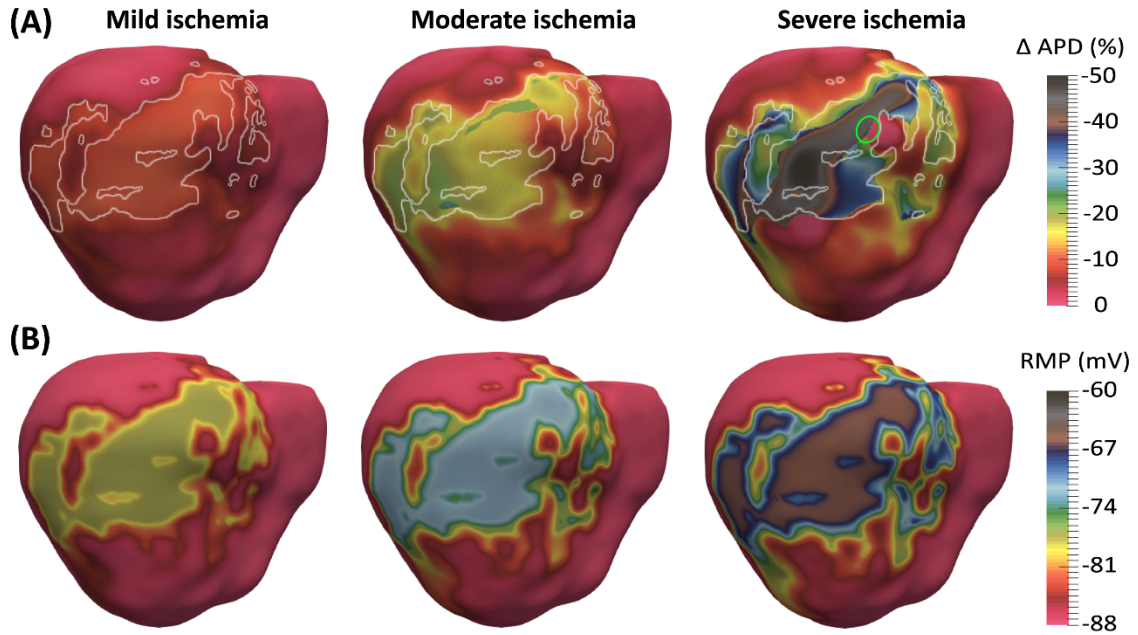 (A) Mild ischemia Moderate ischemia Severe ischemia
Δ APD (%)
-50
-40
-30
-20
-10
0
(B)
RMP (mV)
-60
-67
-74
-81
-88